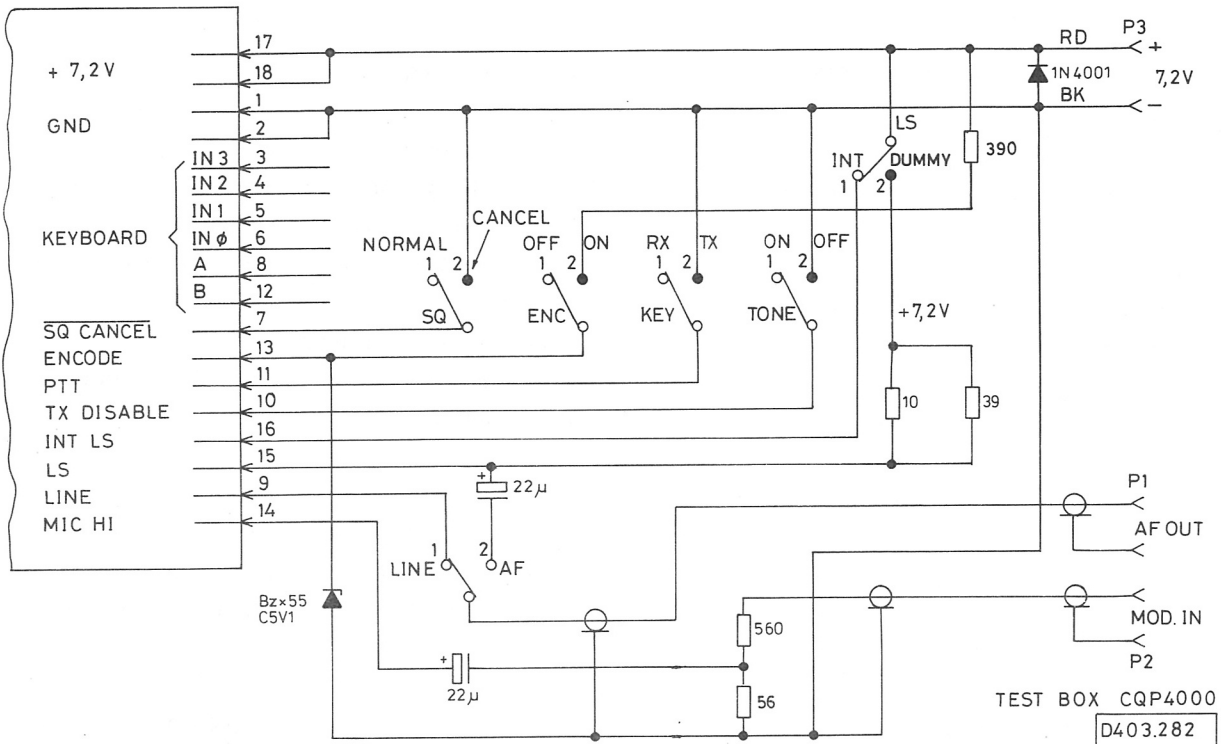 + 7,2V
17
18
GND
1
2
KEYBOARD
IN 3 3
IN 2 4
IN 1 5
IN ϕ 6
A 8
B 12
SQ CANCEL 7
ENCODE 13
PTT 11
TX DISABLE 10
INT LS 16
LS 15
LINE 9
MIC HI 14
NORMAL
1 2
CANCEL
SQ
OFF ON
1 2
ENC
RX TX
1 2
KEY
ON OFF
1 2
TONE
LS
INT DUMMY
1 2
390
RD P3
+
1N4001
7,2V
BK
−
+7,2V
10
39
+
22μ
1 2
LINE AF
Bz×55
C5V1
+
22μ
560
56
P1
AF OUT
MOD. IN
P2
TEST BOX CQP4000
D403.282